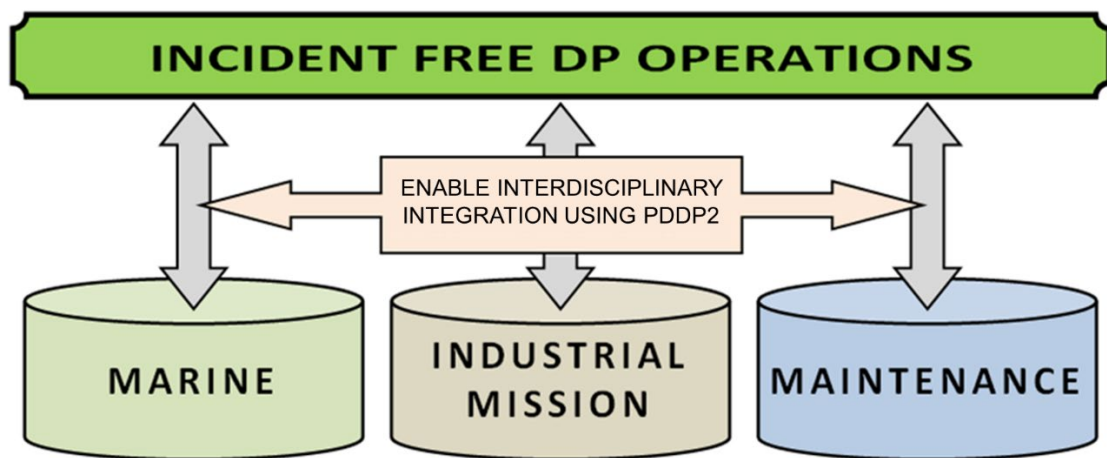 INCIDENT FREE DP OPERATIONS
ENABLE INTERDISCIPLINARY
INTEGRATION USING PDDP2
MARINE
INDUSTRIAL
MISSION
MAINTENANCE